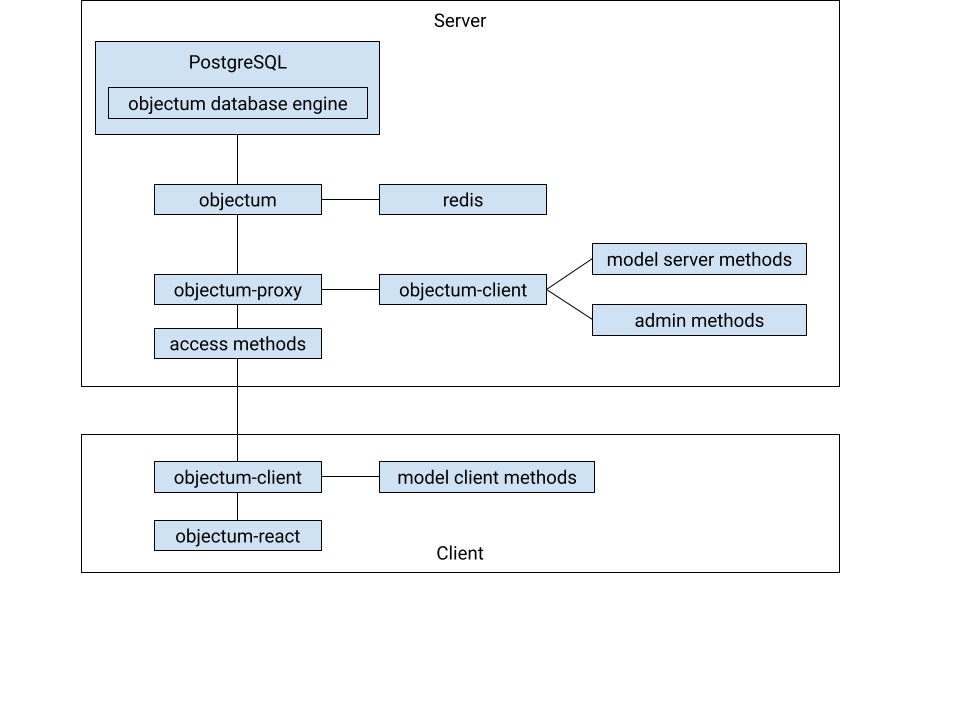 Server
PostgreSQL
objectum database engine
objectum
redis
model server methods
objectum-proxy
objectum-client
admin methods
access methods
objectum-client
model client methods
objectum-react
Client